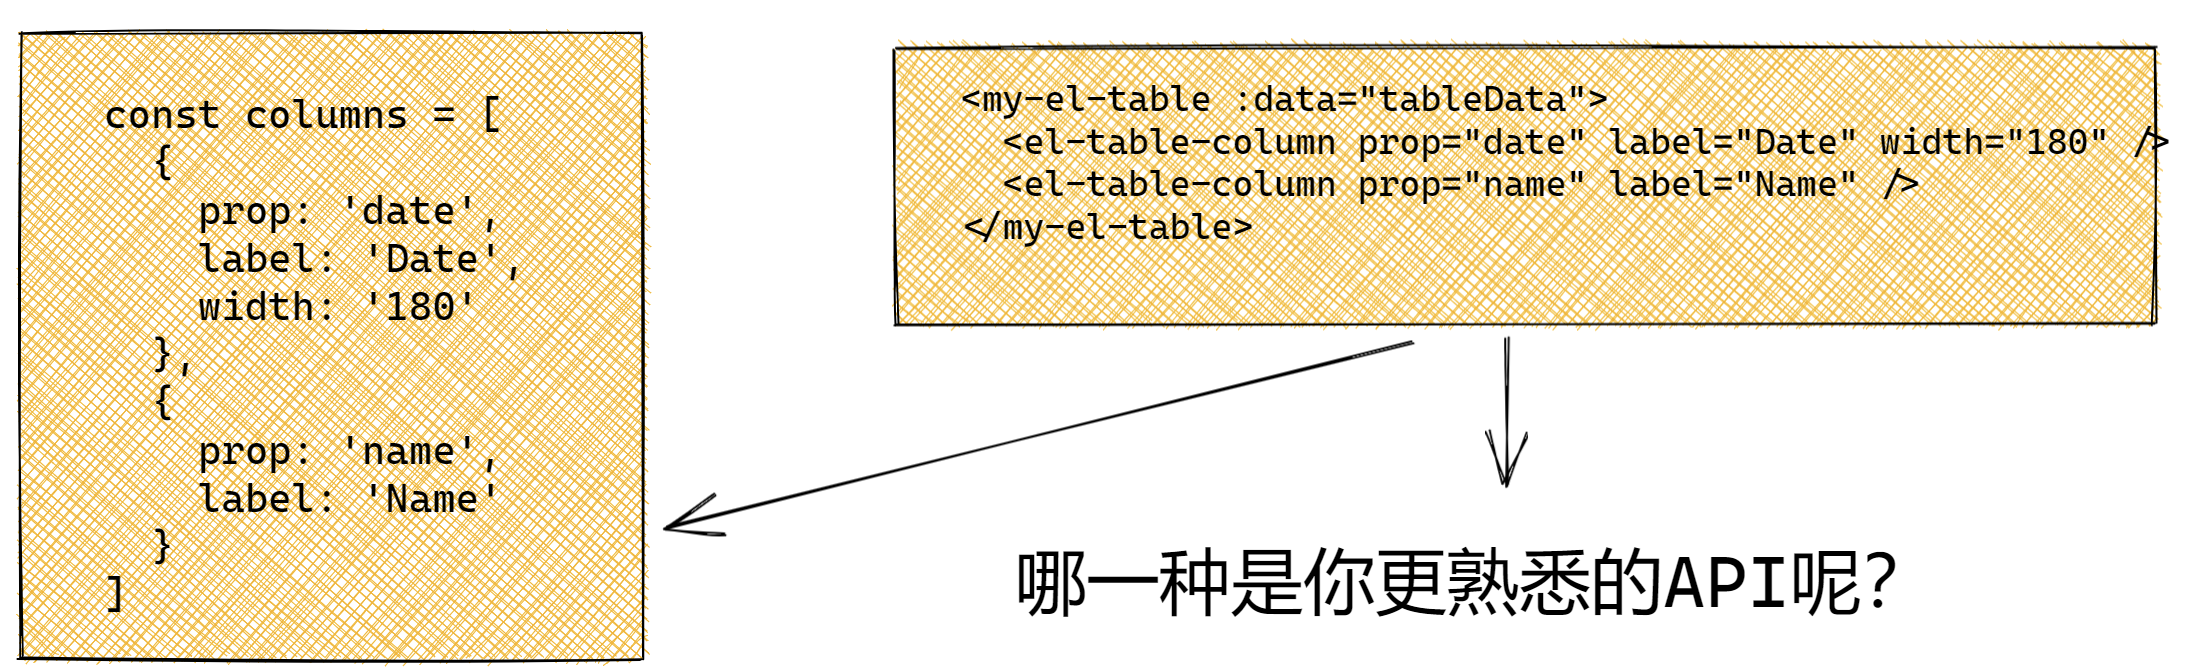 const columns = [
  {
    prop: 'date',
    label: 'Date',
    width: '180'
  },
  {
    prop: 'name',
    label: 'Name'
  }
]
<my-el-table :data="tableData">
  <el-table-column prop="date" label="Date" width="180" />
  <el-table-column prop="name" label="Name" />
</my-el-table>
哪一种是你更熟悉的API呢？